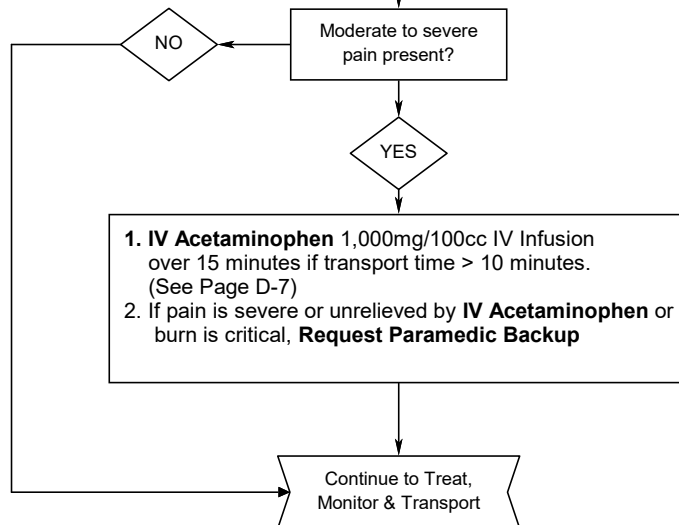 Moderate to severe
pain present?
NO
YES
1. IV Acetaminophen 1,000mg/100cc IV Infusion
over 15 minutes if transport time > 10 minutes.
(See Page D-7)
2. If pain is severe or unrelieved by IV Acetaminophen or
burn is critical, Request Paramedic Backup
Continue to Treat,
Monitor & Transport